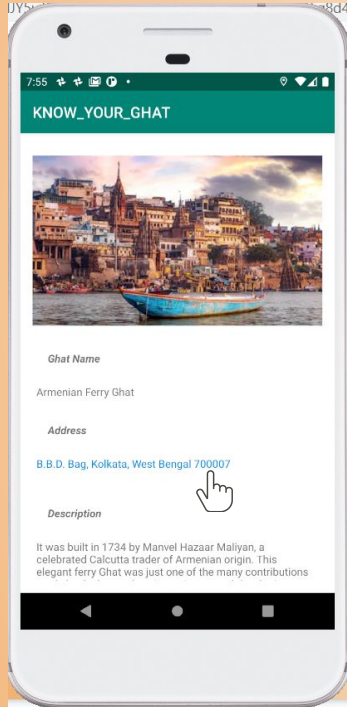 7:55
KNOW_YOUR_GHAT
Ghat Name
Armenian Ferry Ghat
Address
B.B.D. Bag, Kolkata, West Bengal 700007
Description
It was built in 1734 by Manvel Hazaar Maliyan, a
celebrated Calcutta trader of Armenian origin. This
elegant ferry Ghat was just one of the many contributions